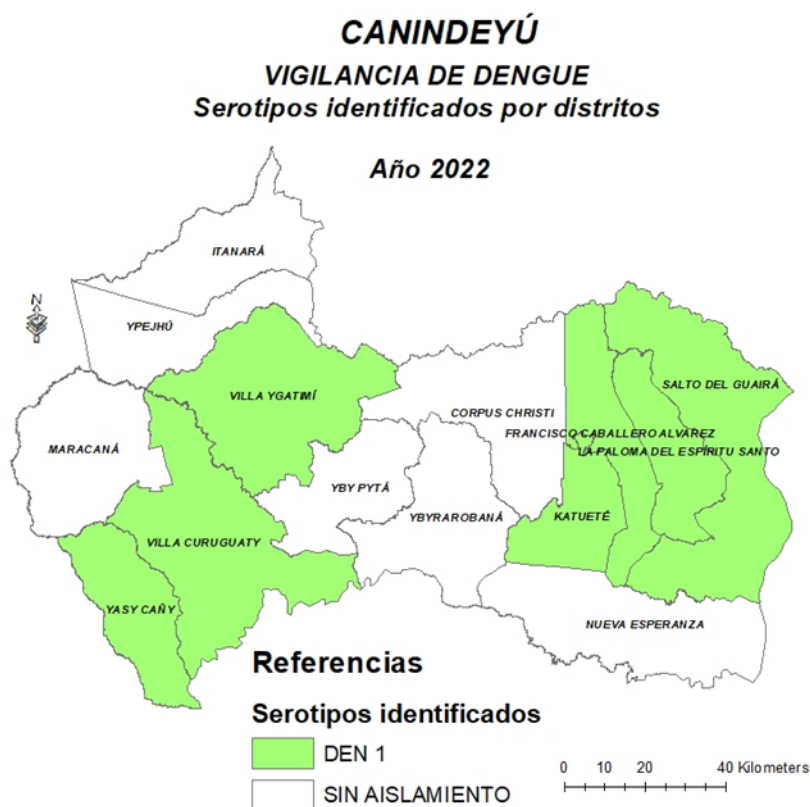 CANINDEYÚ
VIGILANCIA DE DENGUE
Serotipos identificados por distritos
Año 2022
ITANARÁ
N
YPEJHÚ
VILLA YGATIMÍ
SALTO DEL GUAIRÁ
CORPUS CHRISTI
FRANCISCO CABALLERO ALVAREZ
MARACANÁ
LA PALOMA DEL ESPÍRITU SANTO
YBY PYTÁ
YBYRAROBANÁ
KATUETÉ
VILLA CURUGUATY
YASY CAÑY
NUEVA ESPERANZA
Referencias
Serotipos identificados
DEN 1
SIN AISLAMIENTO
0 10 20 40 Kilometers